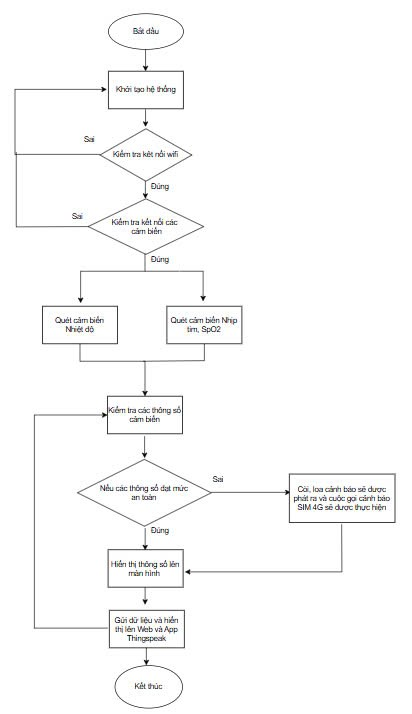 Bắt đầu
Khởi tạo hệ thống
Sai
Kiểm tra kêt nối wifi
Đúng
Sai
Kiểm tra kết nối các
cảm biến
Đúng
Quét cảm biến
Nhiệt độ
Quét cảm biến Nhịp
tim, SpO2
Kiểm tra các thông số
cảm biến
Nếu các thông số đạt mức
an toàn
Sai
Còi, loa cảnh báo sẽ được
phát ra và cuộc gọi cảnh báo
SIM 4G sẽ được thực hiện
Đúng
Hiển thị thông số lên
màn hình
Gửi dữ liệu và hiển
thị lên Web và App
Thingspeak
Kết thúc